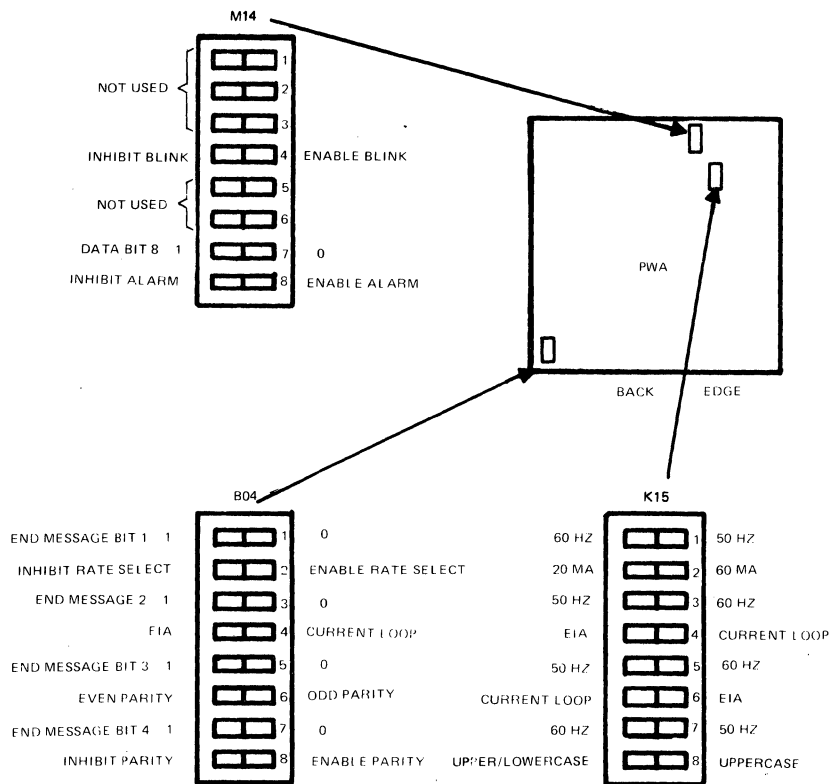 M14
1
NOT USED 2
3
INHIBIT BLINK 4 ENABLE BLINK
5
NOT USED
6
DATA BIT 8 1 7 0
INHIBIT ALARM 8 ENABLE ALARM
PWA
BACK EDGE
B04
END MESSAGE BIT 1 1 1 0
INHIBIT RATE SELECT 2 ENABLE RATE SELECT
END MESSAGE 2 1 3 0
EIA 4 CURRENT LOOP
END MESSAGE BIT 3 1 5 0
EVEN PARITY 6 ODD PARITY
END MESSAGE BIT 4 1 7 0
INHIBIT PARITY 8 ENABLE PARITY
K15
60 HZ 1 50 HZ
20 MA 2 60 MA
50 HZ 3 60 HZ
EIA 4 CURRENT LOOP
50 HZ 5 60 HZ
CURRENT LOOP 6 EIA
60 HZ 7 50 HZ
UPPER/LOWERCASE 8 UPPERCASE